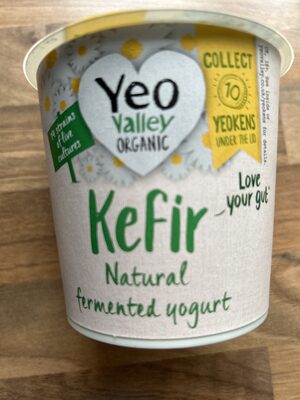 Yeo
Valley
ORGANIC
COLLECT
10
YEOKENS
UNDER THE LID
14 strains
of live
cultures
Love
your gut
Kefir
Natural
fermented yogurt